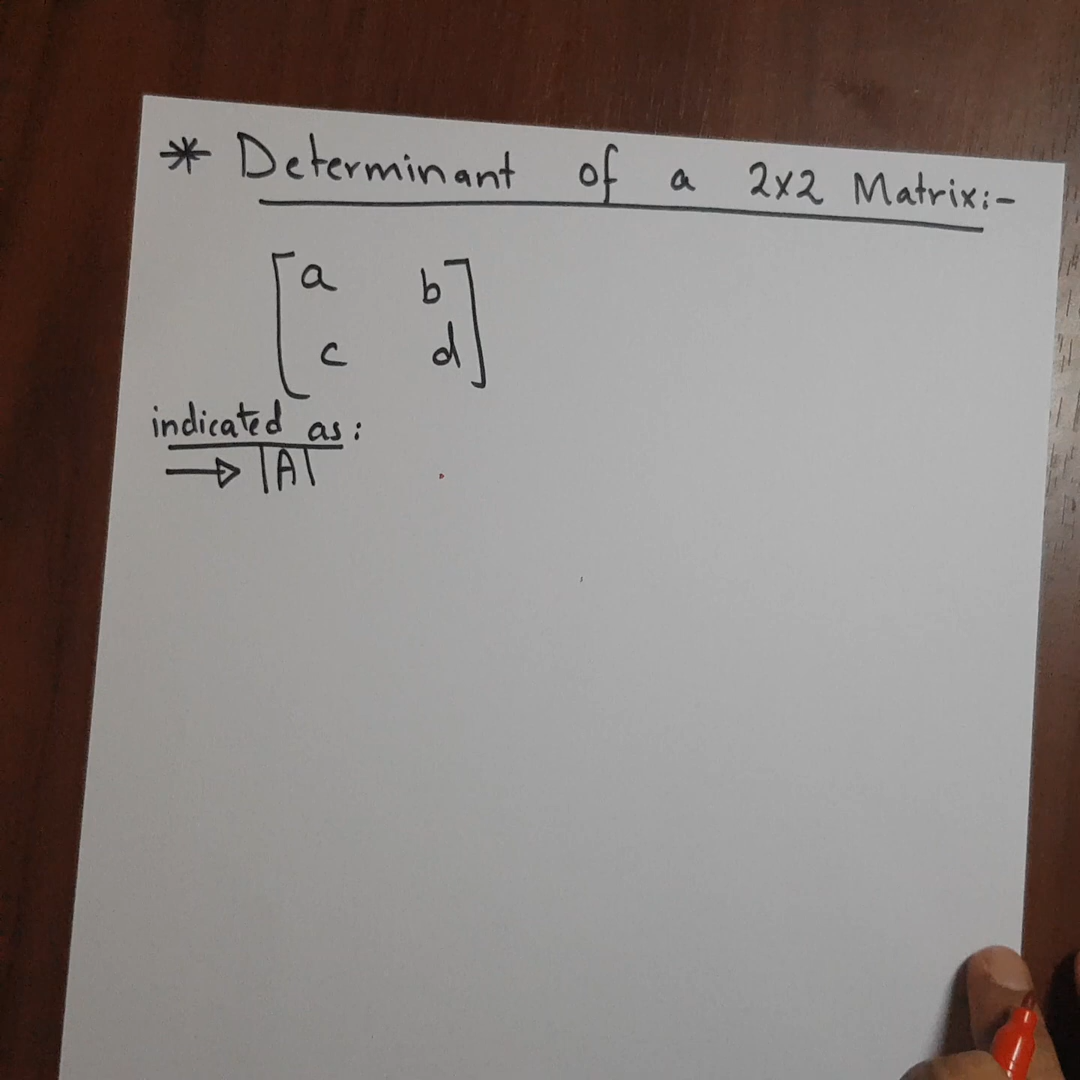 * Determinant of a 2x2 Matrix:-
[a b
c d]
indicated as:
→ |A|